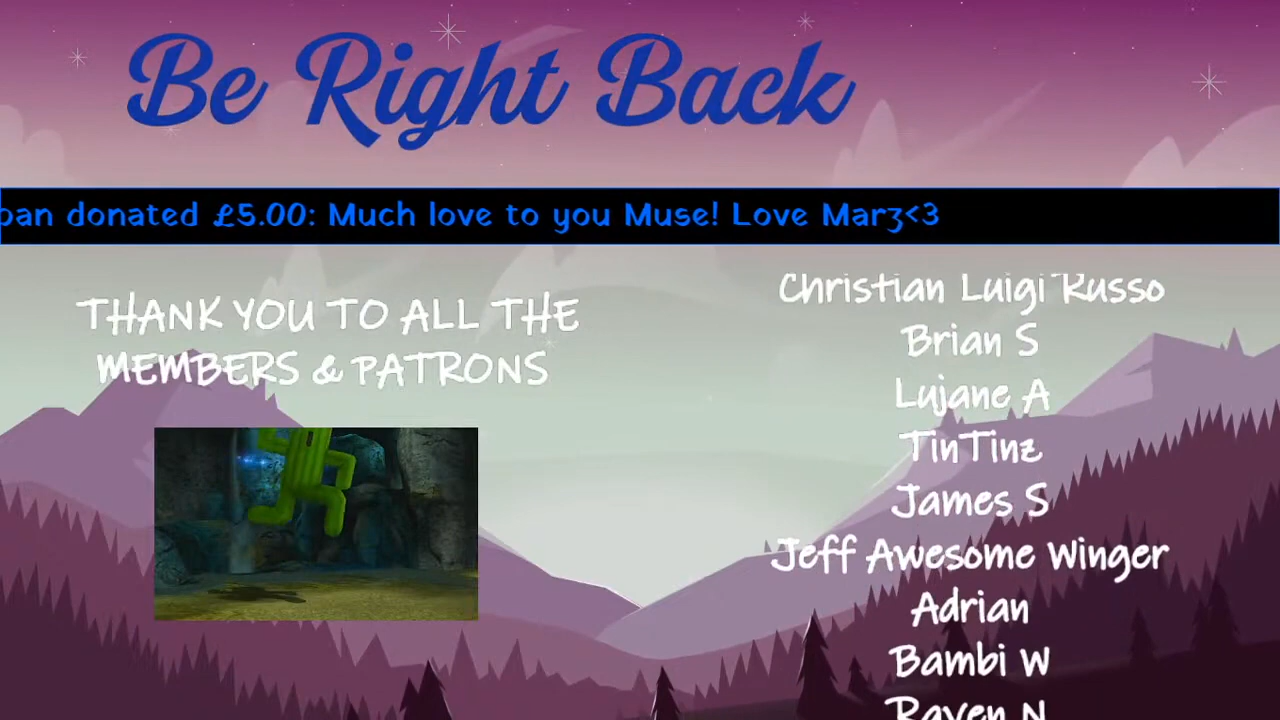 Be Right Back
donated £5.00: Much love to you Muse! Love Marz<3
THANK YOU TO ALL THE
MEMBERS & PATRONS
Christian Luigi Russo
Brian S
Lujane A
TinTinz
James S
Jeff Awesome Winger
Adrian
Bambi W
Raven N